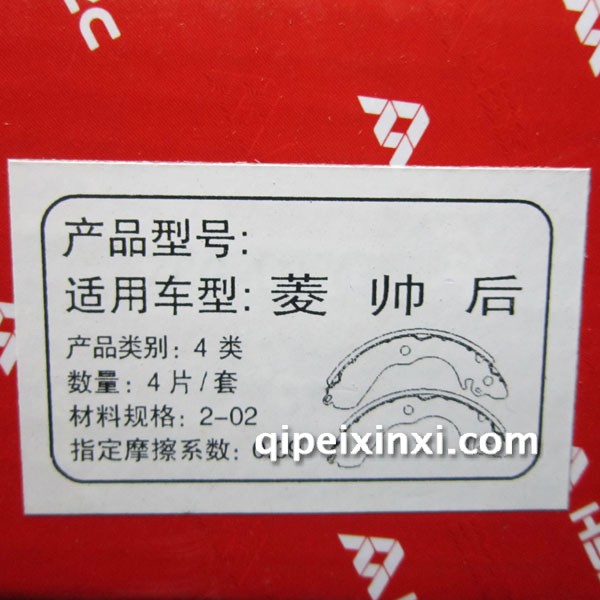 产品型号:
适用车型: 菱 帅 后
产品类别: 4 类
数量: 4 片/套
材料规格: 2-02
指定摩擦系数:
qipeixinxi.com